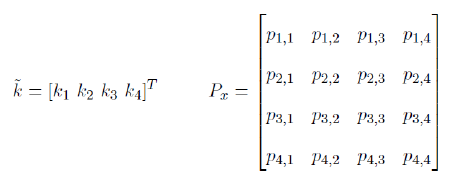 k̃ = [k₁ k₂ k₃ k₄]ᵀ Pₓ = [p₁,₁ p₁,₂ p₁,₃ p₁,₄
p₂,₁ p₂,₂ p₂,₃ p₂,₄
p₃,₁ p₃,₂ p₃,₃ p₃,₄
p₄,₁ p₄,₂ p₄,₃ p₄,₄]